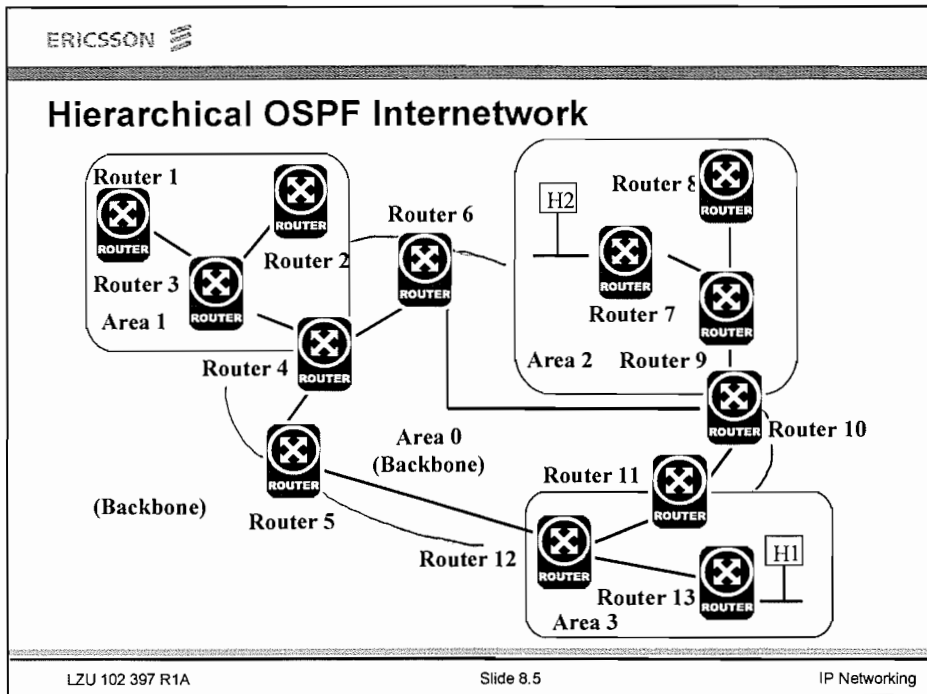 ERICSSON
Hierarchical OSPF Internetwork
Router 1
ROUTER
ROUTER
Router 2
Router 3
ROUTER
Area 1
Router 4
ROUTER
Router 6
ROUTER
H2
Router 8
ROUTER
ROUTER
Router 7
ROUTER
Area 2
Router 9
ROUTER
Router 10
Area 0
(Backbone)
ROUTER
Router 5
(Backbone)
Router 11
ROUTER
Router 12
ROUTER
H1
Router 13
ROUTER
Area 3
LZU 102 397 R1A
Slide 8.5
IP Networking